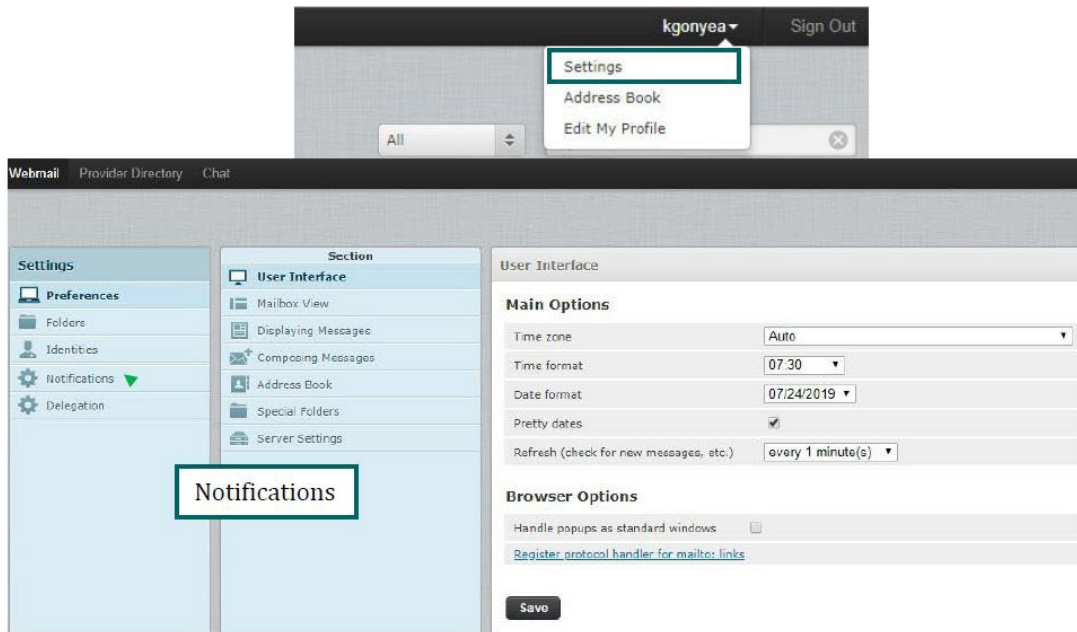 kgonyea Sign Out
Settings
Address Book
Edit My Profile
All
Webmail Provider Directory Chat
Settings
Preferences
Folders
Identities
Notifications
Delegation
Section
User Interface
Mailbox View
Displaying Messages
Composing Messages
Address Book
Special Folders
Server Settings
Notifications
User Interface
Main Options
Time zone Auto
Time format 07:30
Date format 07/24/2019
Pretty dates
Refresh (check for new messages, etc.) every 1 minute(s)
Browser Options
Handle popups as standard windows
Register protocol handler for mailto: links
Save